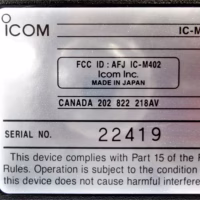 ICOM IC-M
FCC ID : AFJ IC-M402
Icom Inc.
MADE IN JAPAN
CANADA 202 822 218AV
SERIAL NO. 22419
This device complies with Part 15 of the F
Rules. Operation is subject to the condition
this device does not cause harmful interfere